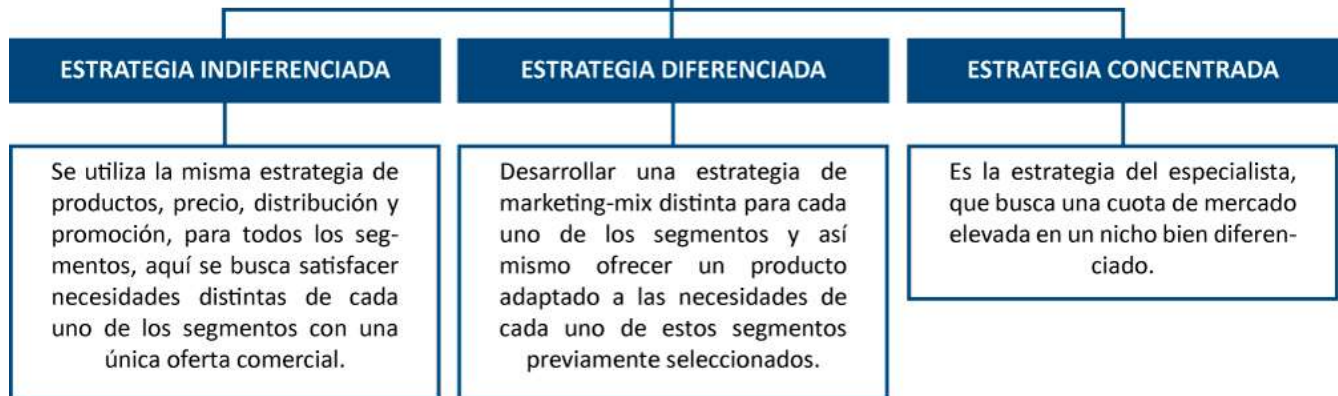 ESTRATEGIA INDIFERENCIADA
Se utiliza la misma estrategia de
productos, precio, distribución y
promoción, para todos los seg-
mentos, aquí se busca satisfacer
necesidades distintas de cada
uno de los segmentos con una
única oferta comercial.
ESTRATEGIA DIFERENCIADA
Desarrollar una estrategia de
marketing-mix distinta para cada
uno de los segmentos y así
mismo ofrecer un producto
adaptado a las necesidades de
cada uno de estos segmentos
previamente seleccionados.
ESTRATEGIA CONCENTRADA
Es la estrategia del especialista,
que busca una cuota de mercado
elevada en un nicho bien diferen-
ciado.